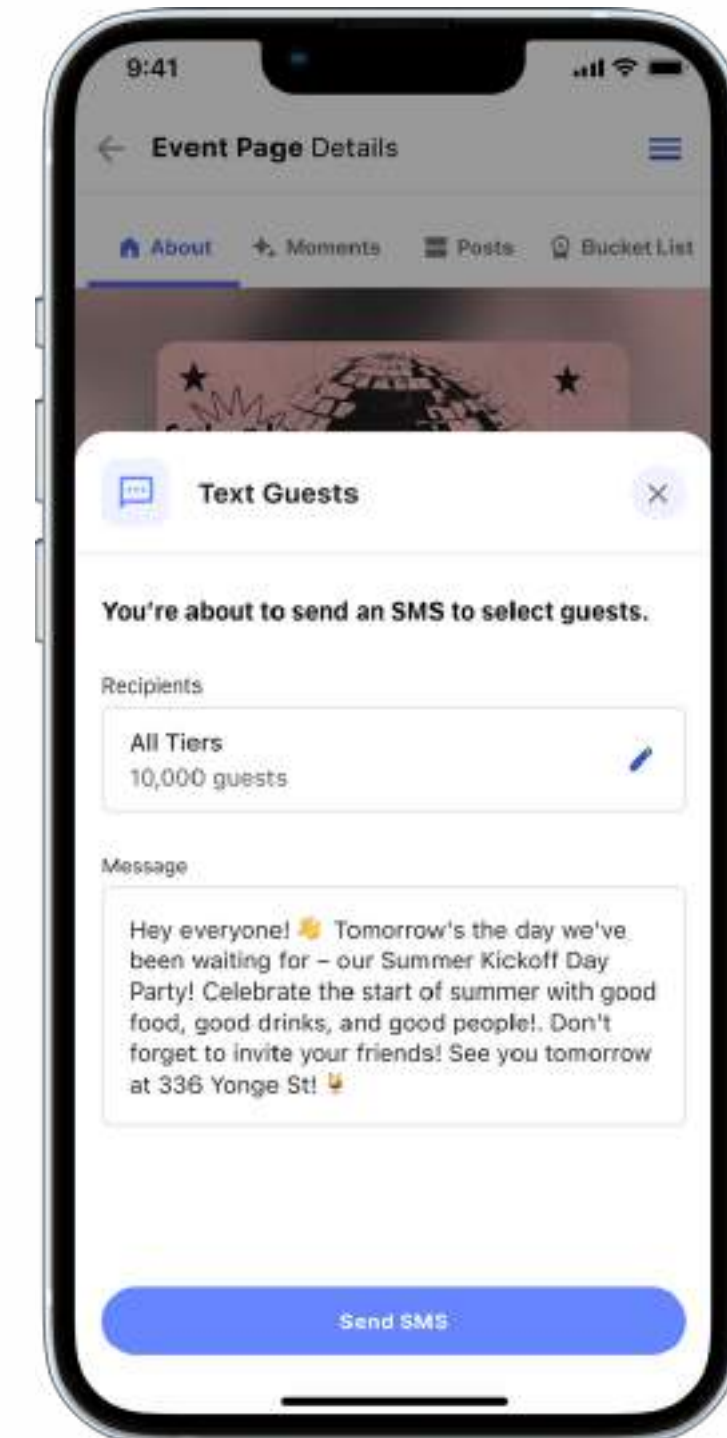 9:41
Event Page Details
About Moments Posts Bucket List
Text Guests
You're about to send an SMS to select guests.
Recipients
All Tiers
10,000 guests
Message
Hey everyone! 👋 Tomorrow's the day we've
been waiting for – our Summer Kickoff Day
Party! Celebrate the start of summer with good
food, good drinks, and good people!. Don't
forget to invite your friends! See you tomorrow
at 336 Yonge St! 🍹
Send SMS